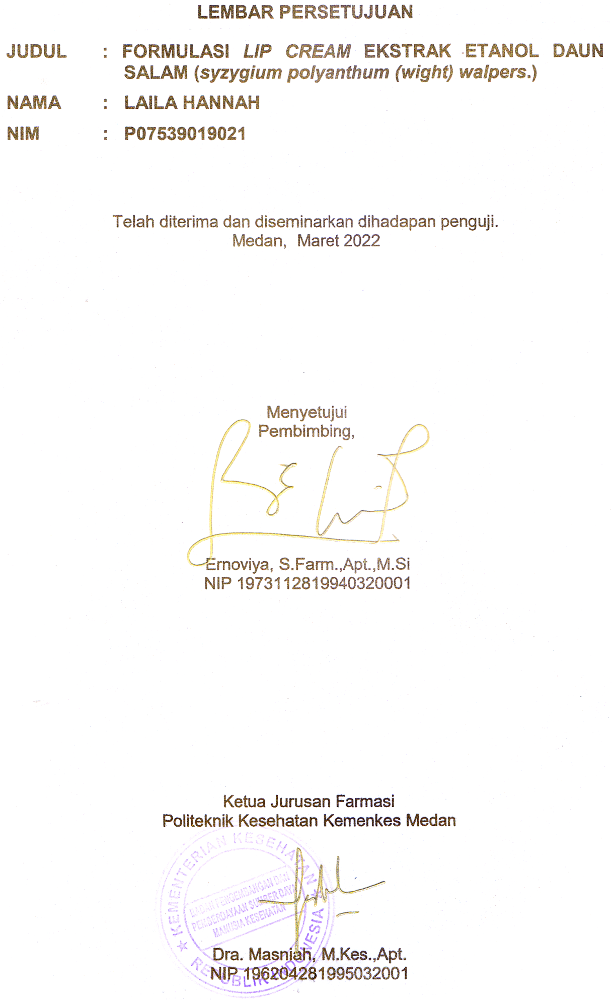 LEMBAR PERSETUJUAN
JUDUL : FORMULASI LIP CREAM EKSTRAK ETANOL DAUN
SALAM (syzygium polyanthum (wight) walpers.)
NAMA : LAILA HANNAH
NIM : P07539019021
Telah diterima dan diseminarkan dihadapan penguji.
Medan, Maret 2022
Menyetujui
Pembimbing,
Ernoviya, S.Farm.,Apt.,M.Si
NIP 1973112819940320001
Ketua Jurusan Farmasi
Politeknik Kesehatan Kemenkes Medan
KEMENTERIAN KESEHATAN
BADAN PENGEMBANGAN DAN
PEMBERDAYAAN SUMBER DAYA
MANUSIA KESEHATAN
REPUBLIK INDONESIA
Dra. Masniah, M.Kes.,Apt.
NIP 196204281995032001